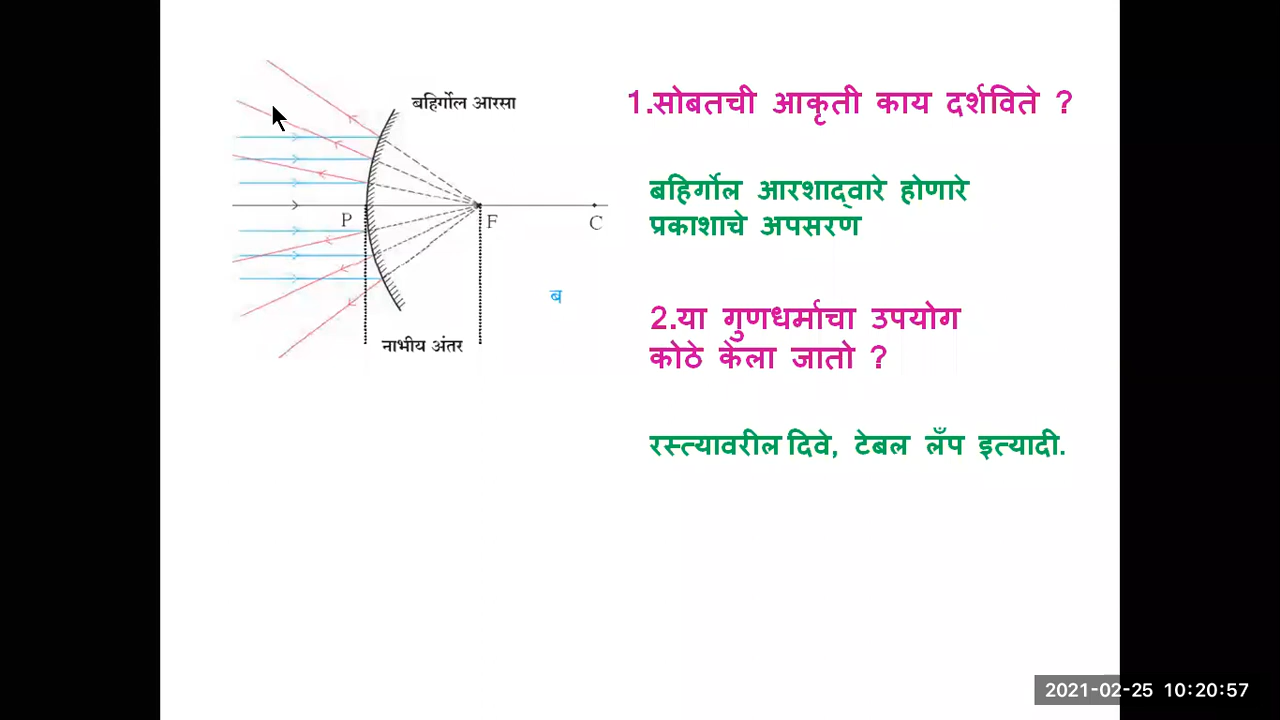 बहिर्गोल आरसा
P
F
C
ब
नाभीय अंतर
1.सोबतची आकृती काय दर्शविते ?
बहिर्गोल आरशाद्वारे होणारे
प्रकाशाचे अपसरण
2.या गुणधर्माचा उपयोग
कोठे केला जातो ?
रस्त्यावरील दिवे, टेबल लँप इत्यादी.
2021-02-25 10:20:57